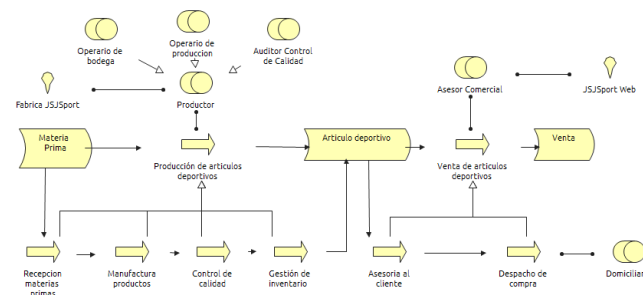 Operario de
bodega
Operario de
produccion
Auditor Control
de Calidad
Fabrica JSJSport
Productor
Asesor Comercial
JSJSport Web
Materia
Prima
Producción de articulos
deportivos
Articulo deportivo
Venta de articulos
deportivos
Venta
Recepcion
materias
primas
Manufactura
productos
Control de
calidad
Gestión de
inventario
Asesoria al
cliente
Despacho de
compra